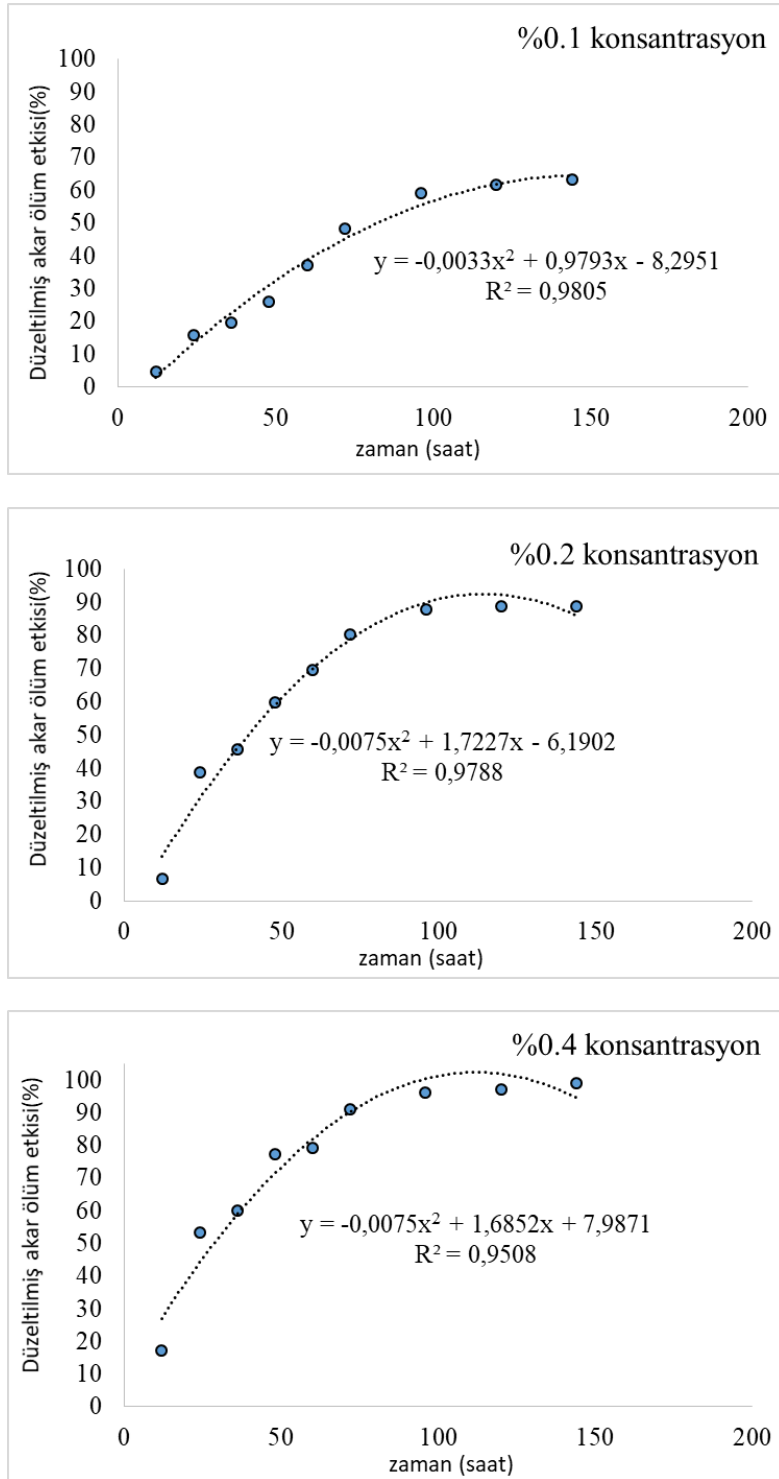 %0.1 konsantrasyon
Düzeltilmiş akar ölüm etkisi(%)
100
90
80
70
60
50
40
30
20
10
0
y = -0,0033x² + 0,9793x - 8,2951
R² = 0,9805
0 50 100 150 200
zaman (saat)
%0.2 konsantrasyon
Düzeltilmiş akar ölüm etkisi(%)
100
90
80
70
60
50
40
30
20
10
0
y = -0,0075x² + 1,7227x - 6,1902
R² = 0,9788
0 50 100 150 200
zaman (saat)
%0.4 konsantrasyon
Düzeltilmiş akar ölüm etkisi(%)
100
90
80
70
60
50
40
30
20
10
0
y = -0,0075x² + 1,6852x + 7,9871
R² = 0,9508
0 50 100 150 200
zaman (saat)